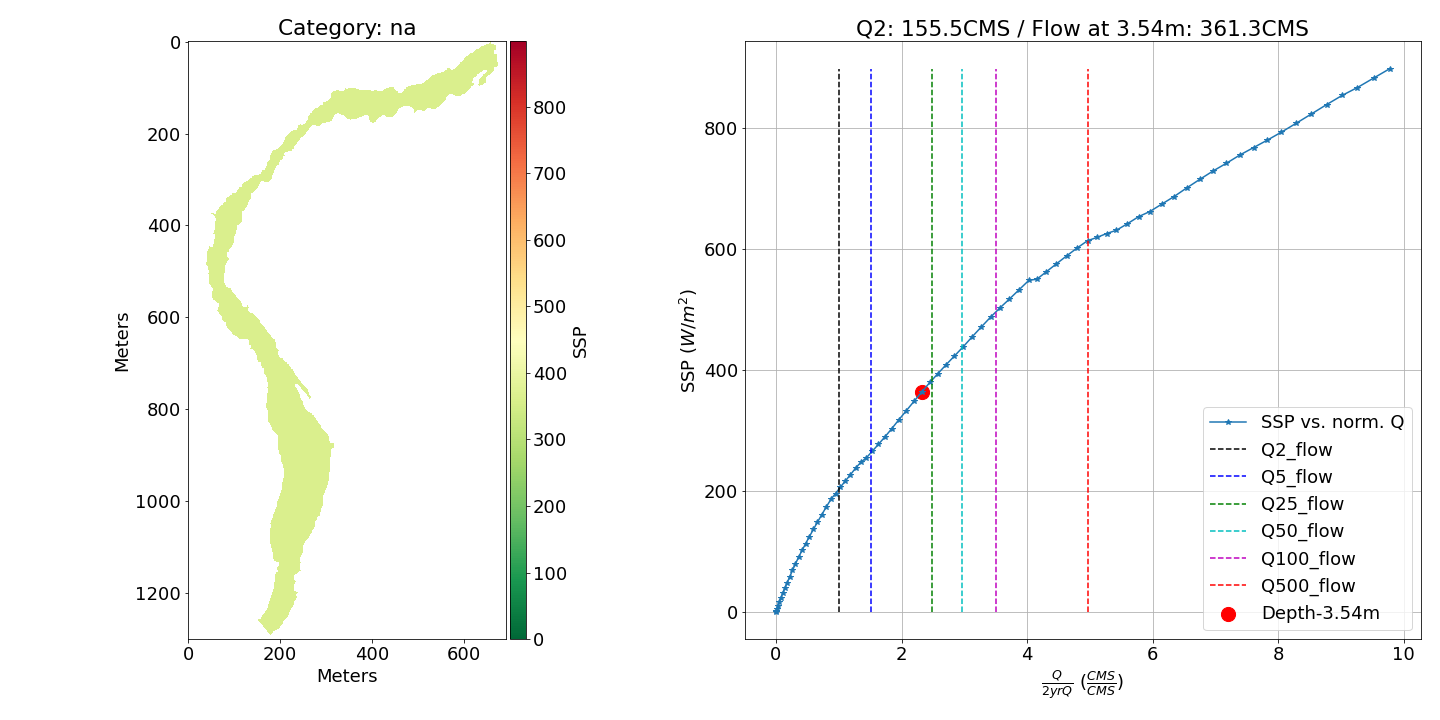 Category: na
0
200
400
600
800
1000
1200
Meters
0
200
400
600
Meters
800
700
600
500
400
300
200
100
0
SSP
Q2: 155.5CMS / Flow at 3.54m: 361.3CMS
800
600
400
200
0
SSP (W/m²)
0
2
4
6
8
10
Q/2yrQ (CMS/CMS)
SSP vs. norm. Q
Q2_flow
Q5_flow
Q25_flow
Q50_flow
Q100_flow
Q500_flow
Depth-3.54m